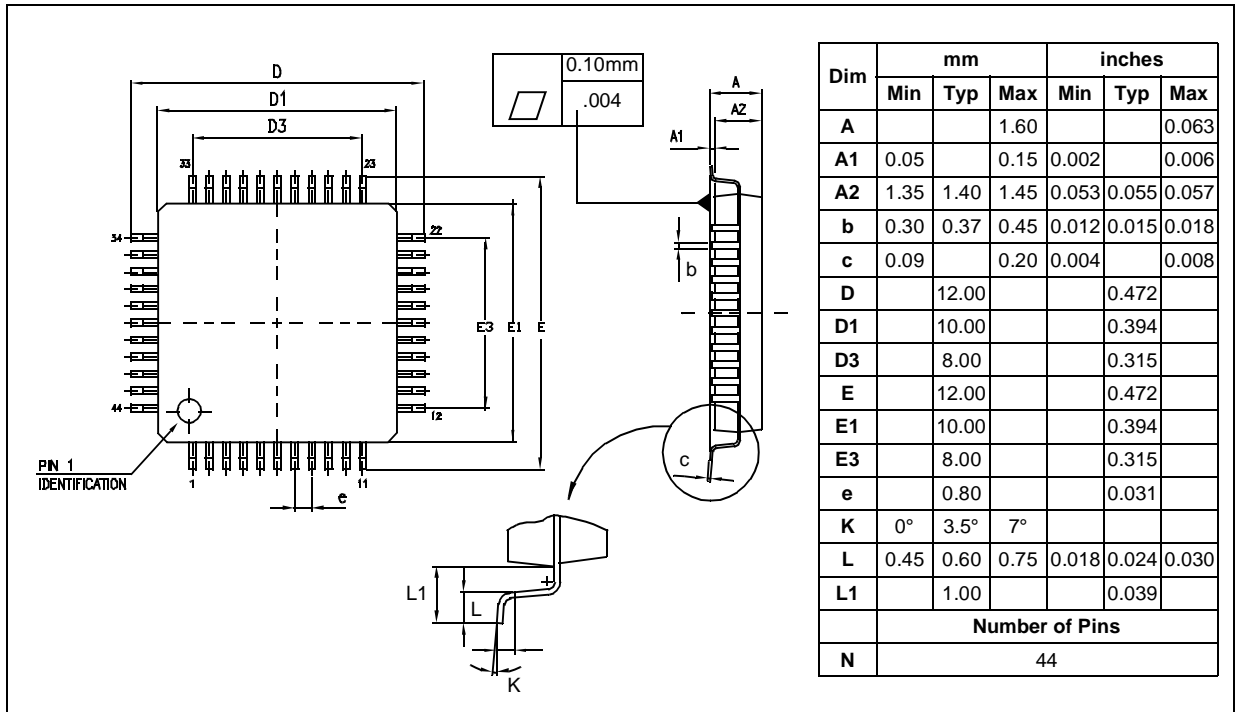 D
D1
D3
33
23
34
22
44
12
1
11
e
E3
E1
E
PIN 1
IDENTIFICATION
0.10mm
.004
A
A2
A1
b
c
L1
L
K
Dim mm inches
Min Typ Max Min Typ Max
A 1.60 0.063
A1 0.05 0.15 0.002 0.006
A2 1.35 1.40 1.45 0.053 0.055 0.057
b 0.30 0.37 0.45 0.012 0.015 0.018
c 0.09 0.20 0.004 0.008
D 12.00 0.472
D1 10.00 0.394
D3 8.00 0.315
E 12.00 0.472
E1 10.00 0.394
E3 8.00 0.315
e 0.80 0.031
K 0° 3.5° 7°
L 0.45 0.60 0.75 0.018 0.024 0.030
L1 1.00 0.039
Number of Pins
N 44